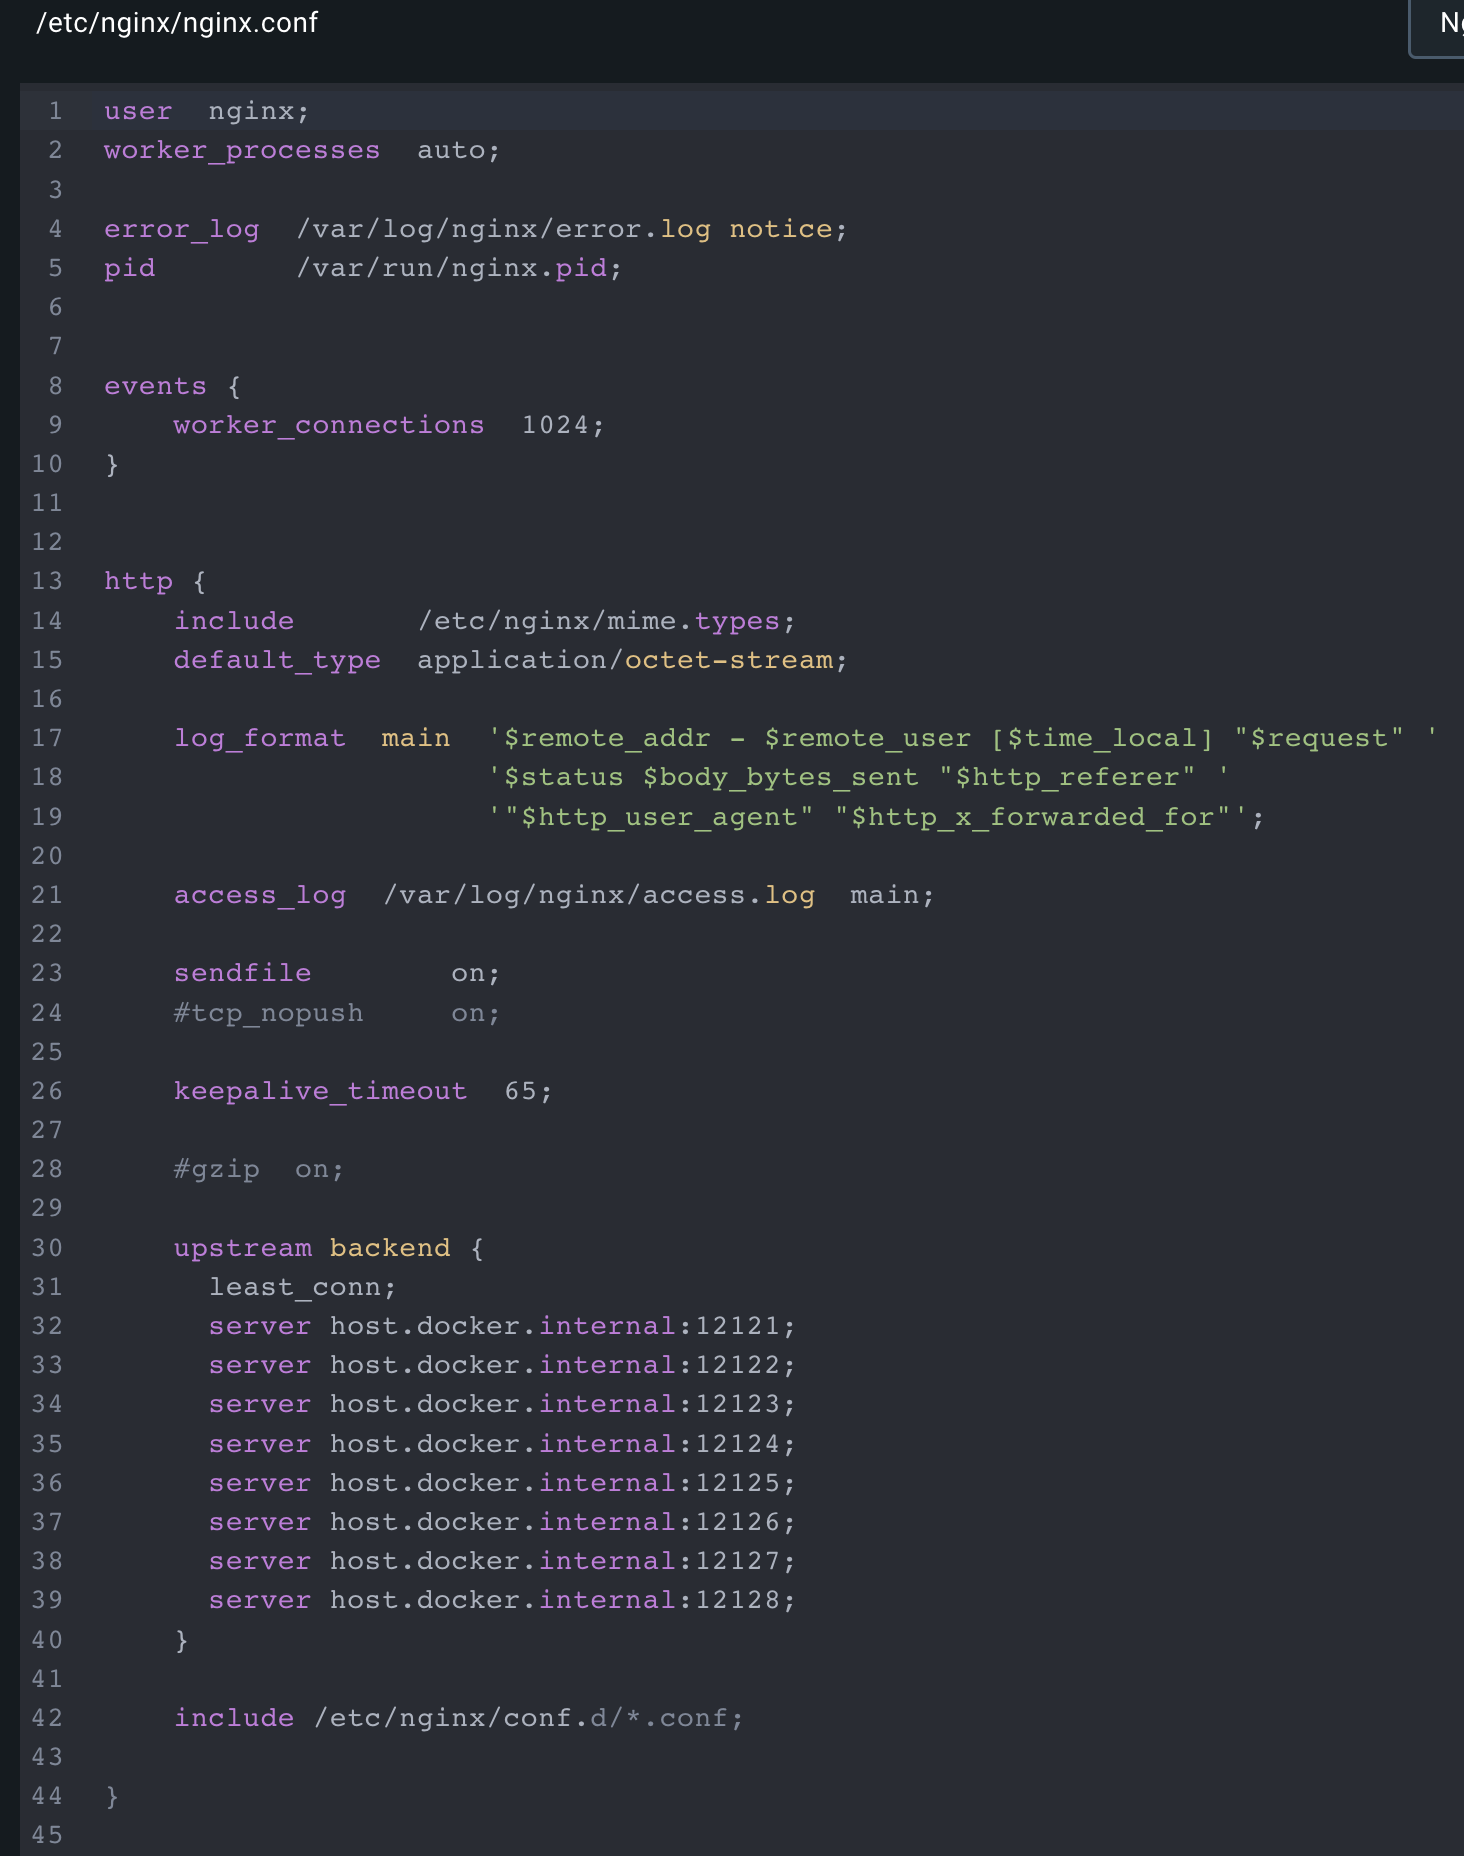 /etc/nginx/nginx.conf
1 user  nginx;
2 worker_processes  auto;
3
4 error_log  /var/log/nginx/error.log notice;
5 pid        /var/run/nginx.pid;
6
7
8 events {
9     worker_connections  1024;
10 }
11
12
13 http {
14     include       /etc/nginx/mime.types;
15     default_type  application/octet-stream;
16
17     log_format  main  '$remote_addr - $remote_user [$time_local] "$request" '
18                       '$status $body_bytes_sent "$http_referer" '
19                       '"$http_user_agent" "$http_x_forwarded_for"';
20
21     access_log  /var/log/nginx/access.log  main;
22
23     sendfile        on;
24     #tcp_nopush     on;
25
26     keepalive_timeout  65;
27
28     #gzip  on;
29
30     upstream backend {
31       least_conn;
32       server host.docker.internal:12121;
33       server host.docker.internal:12122;
34       server host.docker.internal:12123;
35       server host.docker.internal:12124;
36       server host.docker.internal:12125;
37       server host.docker.internal:12126;
38       server host.docker.internal:12127;
39       server host.docker.internal:12128;
40     }
41
42     include /etc/nginx/conf.d/*.conf;
43
44 }
45